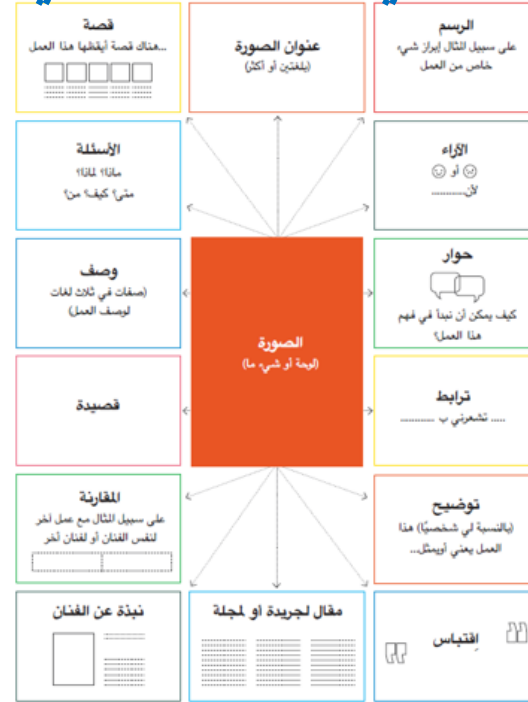 الرسم
على سبيل المثال إبراز شيء
خاص من العمل
عنوان الصورة
(بلغتين أو أكثر)
قصة
...هناك قصة أيقظها هذا العمل
الآراء
أو
لأن............
الأسئلة
ماذا؟ لماذا؟
متى؟ كيف؟ من؟
حوار
كيف يمكن أن نبدأ في فهم
هذا العمل؟
الصورة
(لوحة أو شيء ما)
وصف
(صفات في ثلاث لغات
لوصف العمل)
ترابط
..... تشعرني ب ............
قصيدة
توضيح
(بالنسبة لي شخصيًا) هذا
العمل يعني أويمثل...
المقارنة
على سبيل المثال مع عمل آخر
لنفس الفنان أو لفنان آخر
اِقتباس
مقال لجريدة أو لمجلة
نبذة عن الفنان